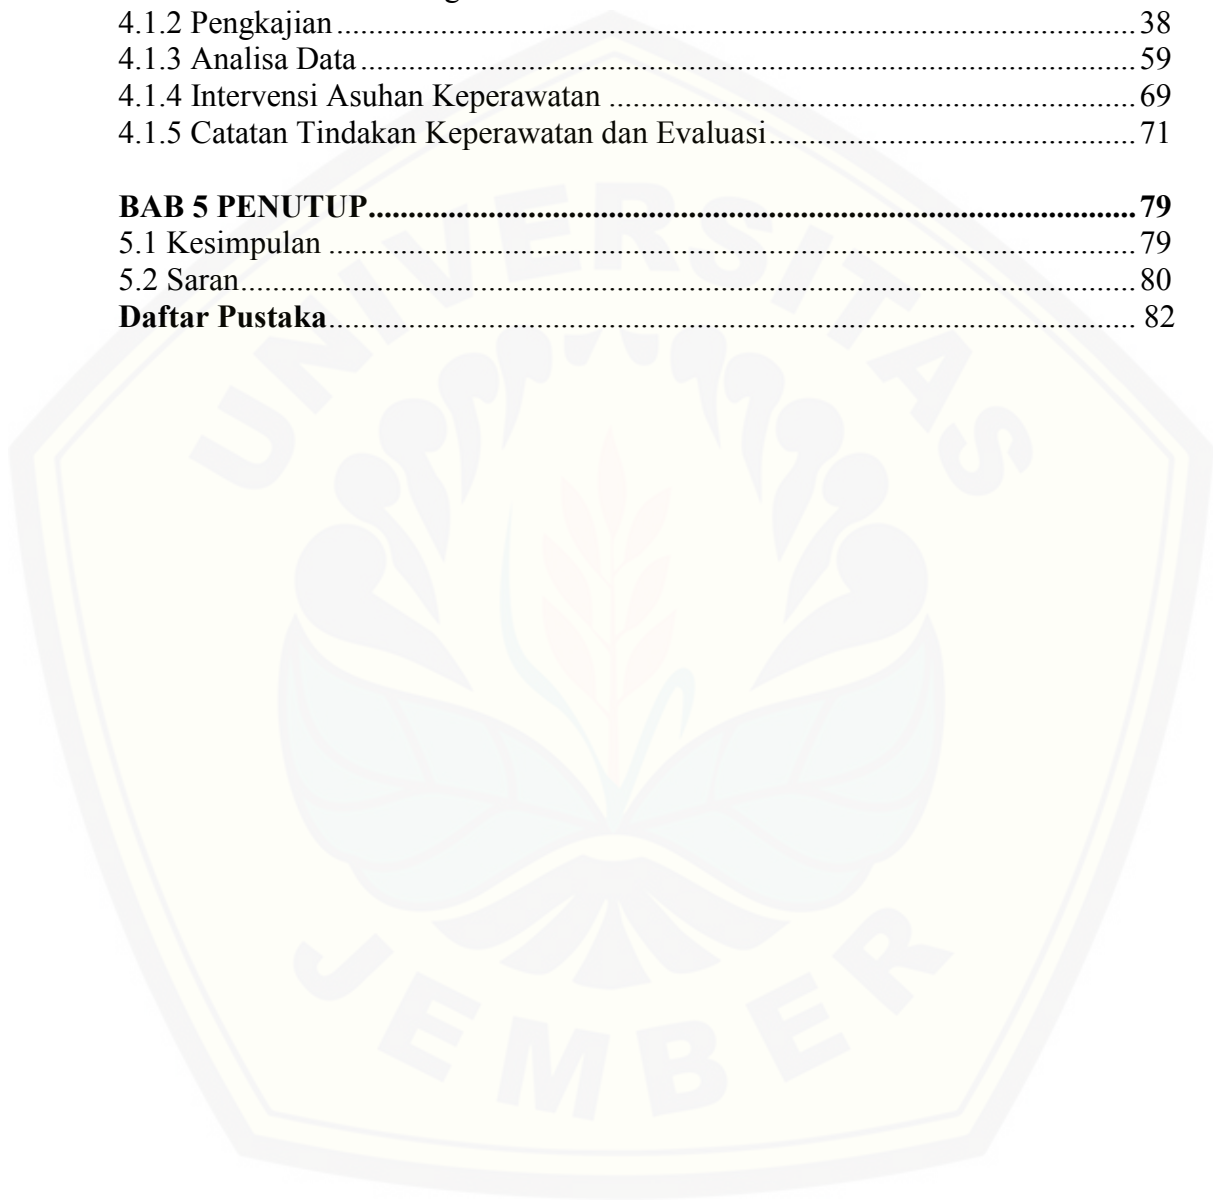 4.1.2 Pengkajian........................................................................................................ 38
4.1.3 Analisa Data..................................................................................................... 59
4.1.4 Intervensi Asuhan Keperawatan .................................................................... 69
4.1.5 Catatan Tindakan Keperawatan dan Evaluasi............................................... 71
BAB 5 PENUTUP.................................................................................................. 79
5.1 Kesimpulan ........................................................................................................ 79
5.2 Saran................................................................................................................... 80
Daftar Pustaka....................................................................................................... 82
UNIVERSITAS
JEMBER